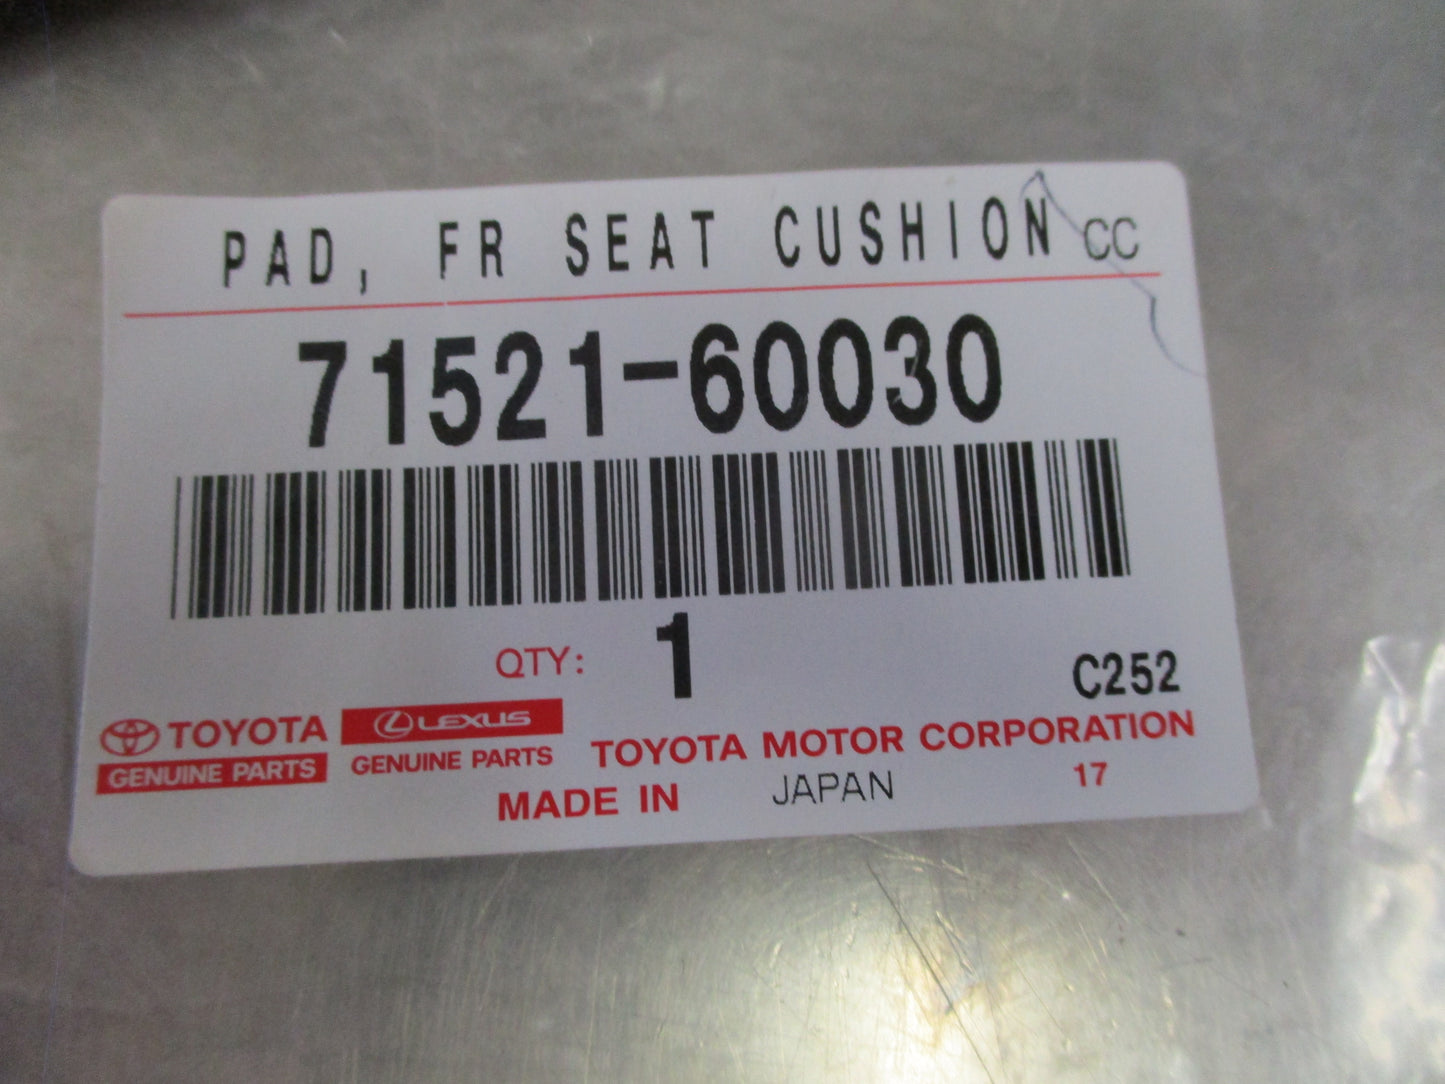 PAD, FR SEAT CUSHION CC
71521-60030
QTY: 1
C252
TOYOTA
GENUINE PARTS
LEXUS
GENUINE PARTS
TOYOTA MOTOR CORPORATION
MADE IN JAPAN
17